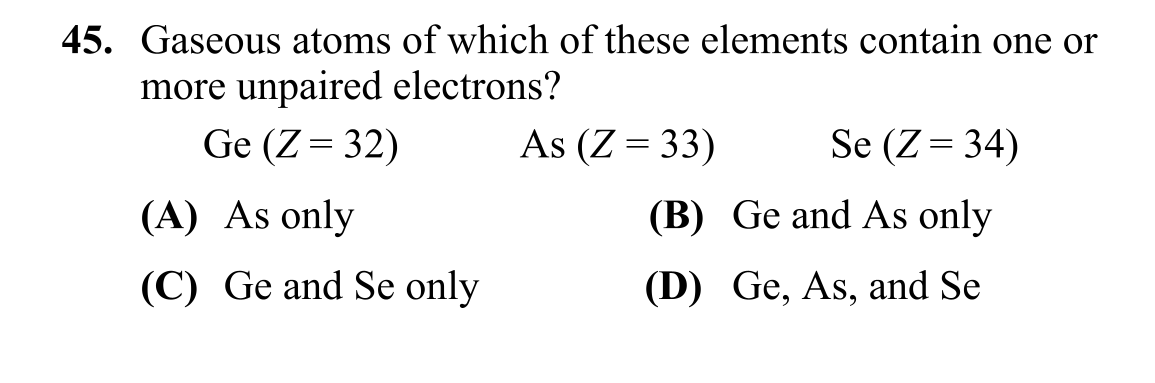 45. Gaseous atoms of which of these elements contain one or
more unpaired electrons?
Ge (Z = 32) As (Z = 33) Se (Z = 34)
(A) As only (B) Ge and As only
(C) Ge and Se only (D) Ge, As, and Se